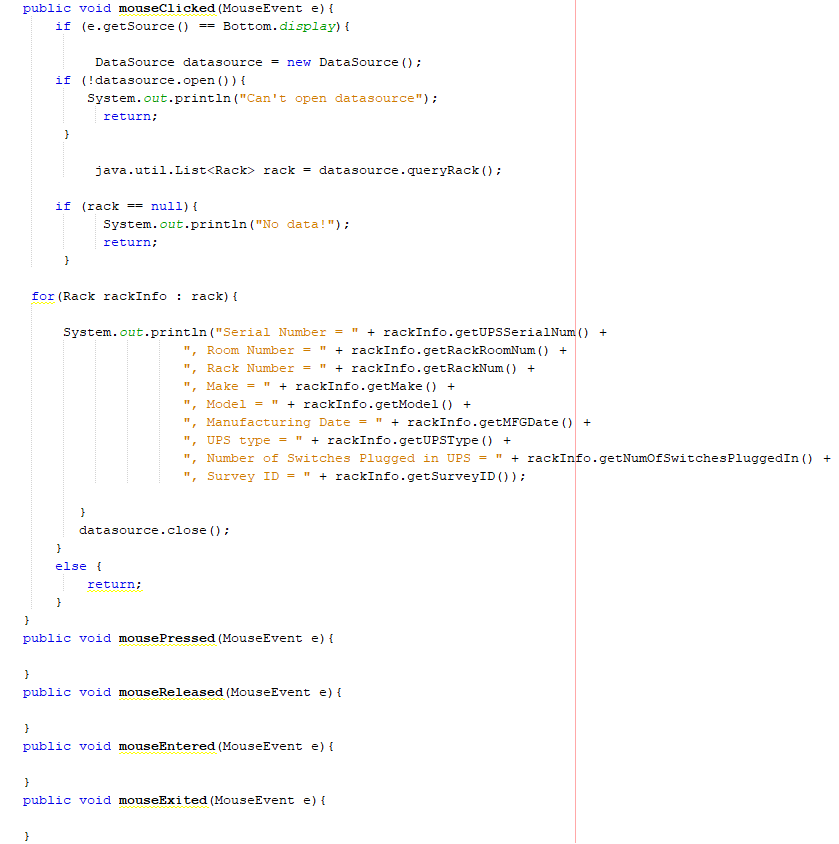 public void mouseClicked(MouseEvent e){
if (e.getSource() == Bottom.display){
DataSource datasource = new DataSource();
if (!datasource.open()){
System.out.println("Can't open datasource");
return;
}
java.util.List<Rack> rack = datasource.queryRack();
if (rack == null){
System.out.println("No data!");
return;
}
for(Rack rackInfo : rack){
System.out.println("Serial Number = " + rackInfo.getUPSSerialNum() +
", Room Number = " + rackInfo.getRackRoomNum() +
", Rack Number = " + rackInfo.getRackNum() +
", Make = " + rackInfo.getMake() +
", Model = " + rackInfo.getModel() +
", Manufacturing Date = " + rackInfo.getMFGDate() +
", UPS type = " + rackInfo.getUPSType() +
", Number of Switches Plugged in UPS = " + rackInfo.getNumOfSwitchesPluggedIn() +
", Survey ID = " + rackInfo.getSurveyID());
}
datasource.close();
}
else {
return;
}
}
public void mousePressed(MouseEvent e){
}
public void mouseReleased(MouseEvent e){
}
public void mouseEntered(MouseEvent e){
}
public void mouseExited(MouseEvent e){
}